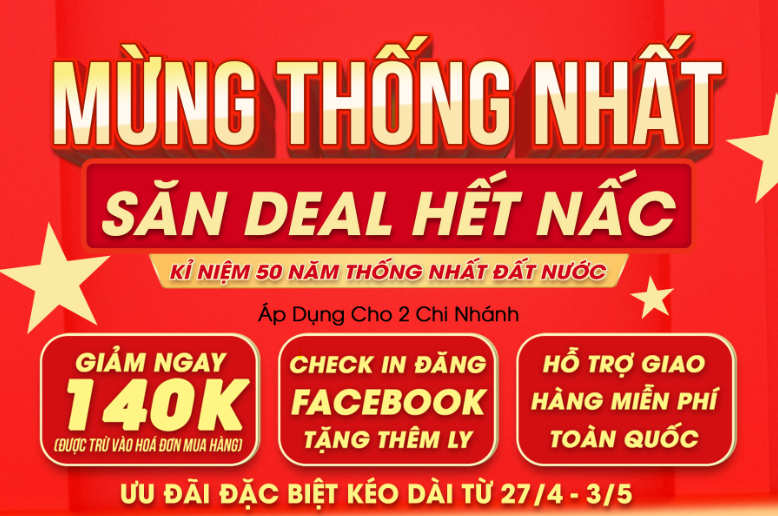 MỪNG THỐNG NHẤT
SĂN DEAL HẾT NẤC
KỈ NIỆM 50 NĂM THỐNG NHẤT ĐẤT NƯỚC
Áp Dụng Cho 2 Chi Nhánh
GIẢM NGAY
140K
(ĐƯỢC TRỪ VÀO HOÁ ĐƠN MUA HÀNG)
CHECK IN ĐĂNG
FACEBOOK
TẶNG THÊM LY
HỖ TRỢ GIAO
HÀNG MIỄN PHÍ
TOÀN QUỐC
ƯU ĐÃI ĐẶC BIỆT KÉO DÀI TỪ 27/4 - 3/5